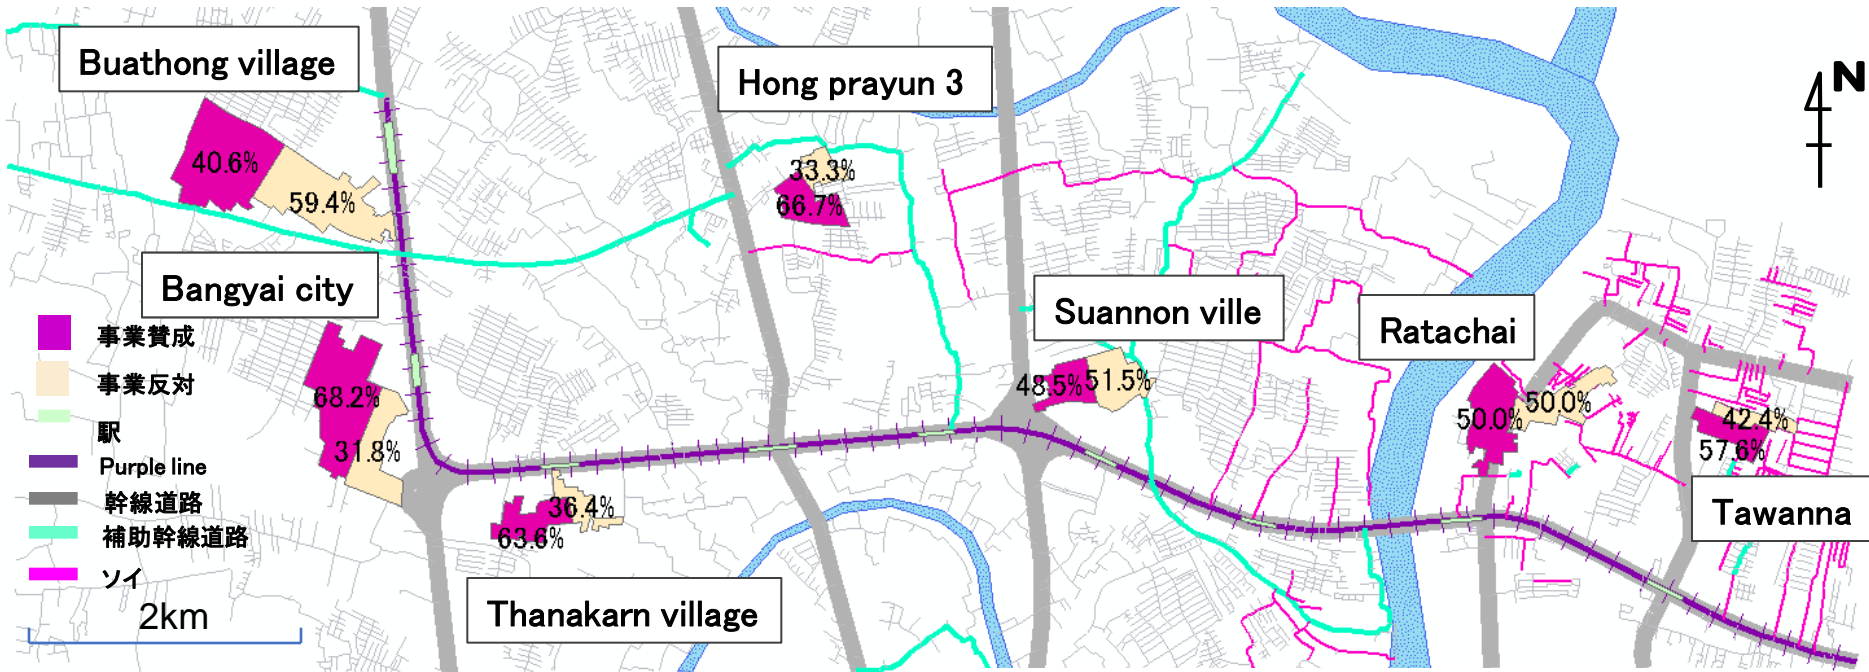 Buathong village
Hong prayun 3
N
40.6%
59.4%
33.3%
66.7%
Bangyai city
Suannon ville
Ratachai
事業賛成
事業反対
駅
Purple line
幹線道路
補助幹線道路
ソイ
2km
68.2%
31.8%
48.5%
51.5%
50.0%
50.0%
42.4%
57.6%
36.4%
63.6%
Tawanna
Thanakarn village